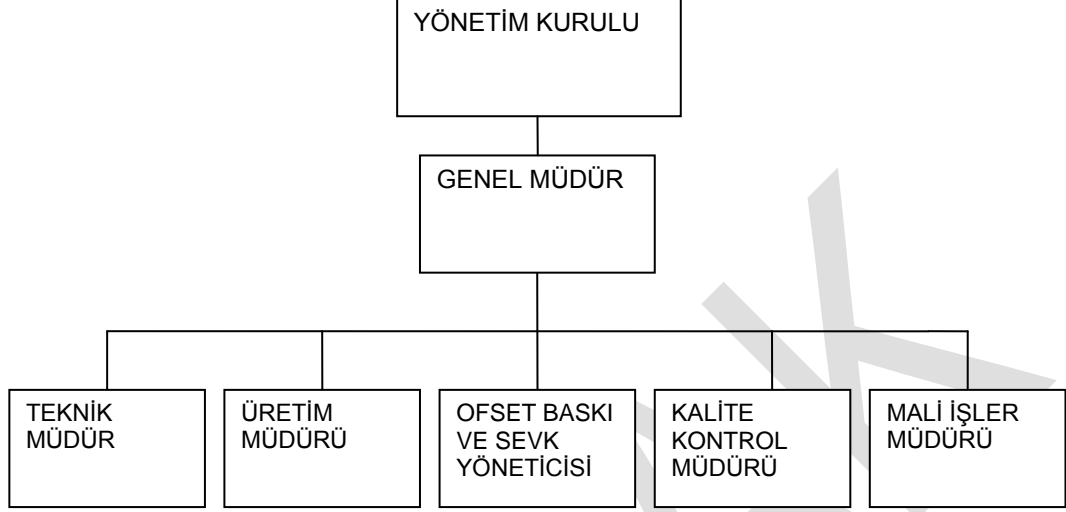 YÖNETİM KURULU
GENEL MÜDÜR
TEKNİK
MÜDÜR
ÜRETİM
MÜDÜRÜ
OFSET BASKI
VE SEVK
YÖNETİCİSİ
KALİTE
KONTROL
MÜDÜRÜ
MALİ İŞLER
MÜDÜRÜ